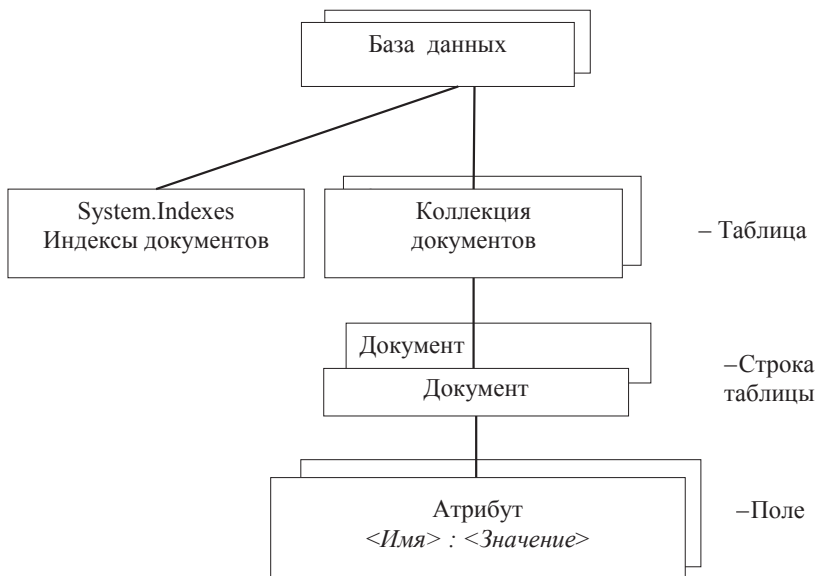 База данных
System.Indexes
Индексы документов
Коллекция
документов
– Таблица
Документ
Документ
–Строка
таблицы
Атрибут
<Имя> : <Значение>
–Поле